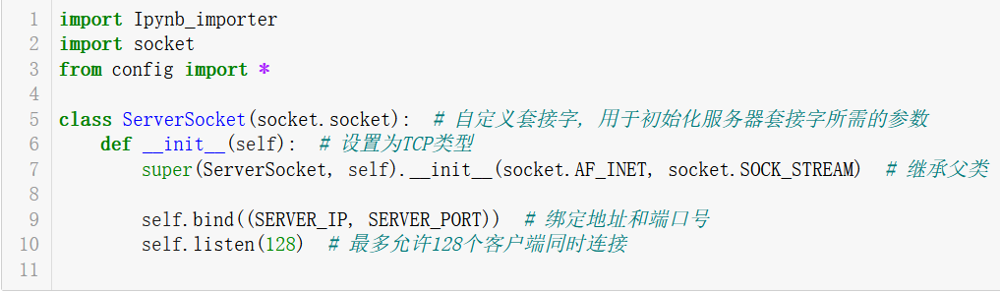 1 import Ipynb_importer
2 import socket
3 from config import *
4
5 class ServerSocket(socket.socket):  # 自定义套接字, 用于初始化服务器套接字所需的参数
6     def __init__(self):  # 设置为TCP类型
7         super(ServerSocket, self).__init__(socket.AF_INET, socket.SOCK_STREAM)  # 继承父类
8
9         self.bind((SERVER_IP, SERVER_PORT))  # 绑定地址和端口号
10         self.listen(128)  # 最多允许128个客户端同时连接
11